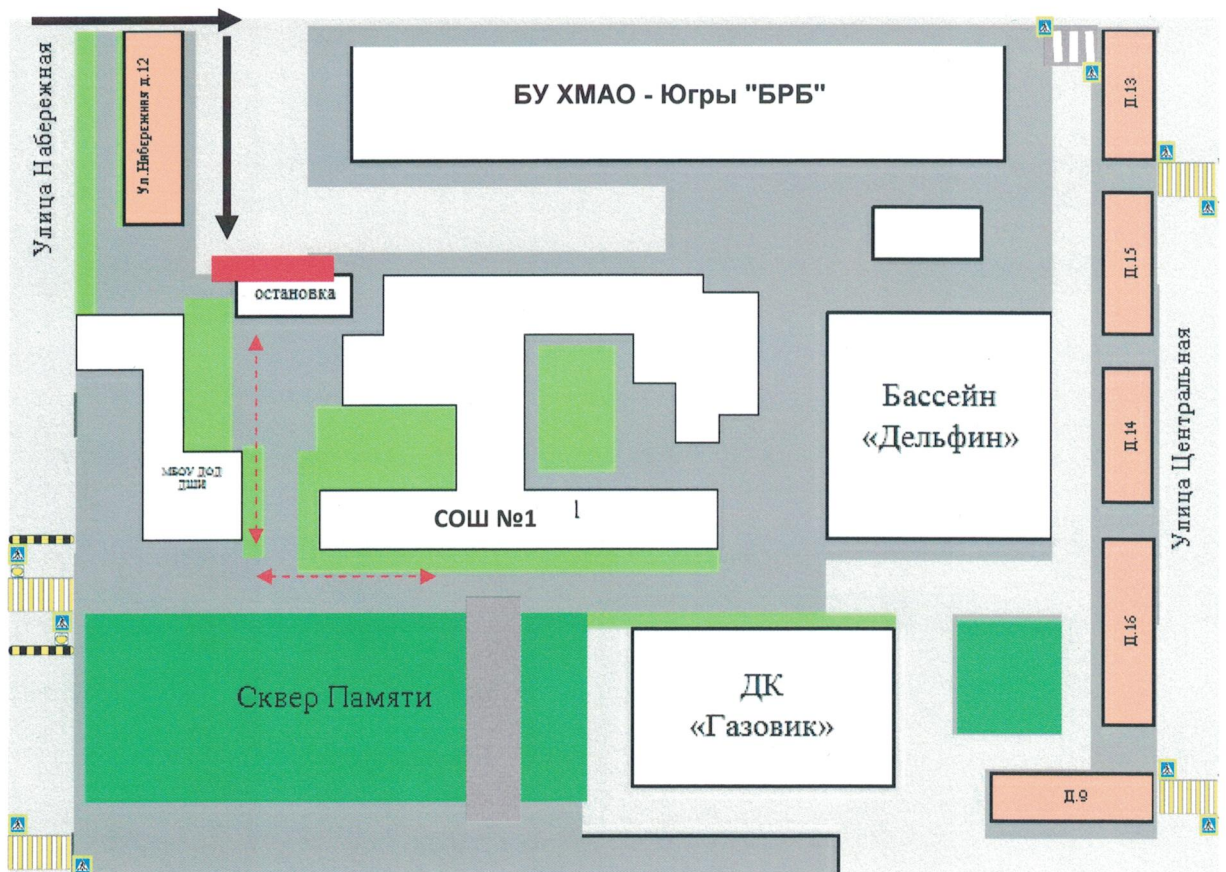 Улица Набережная
Ул.Набережная д.12
БУ ХМАО - Югры "БРБ"
Д.13
остановка
Д.15
Бассейн
«Дельфин»
Д.14
Улица Центральная
МБОУ ДОД
СОШ №1
Д.16
Сквер Памяти
ДК
«Газовик»
Д.9